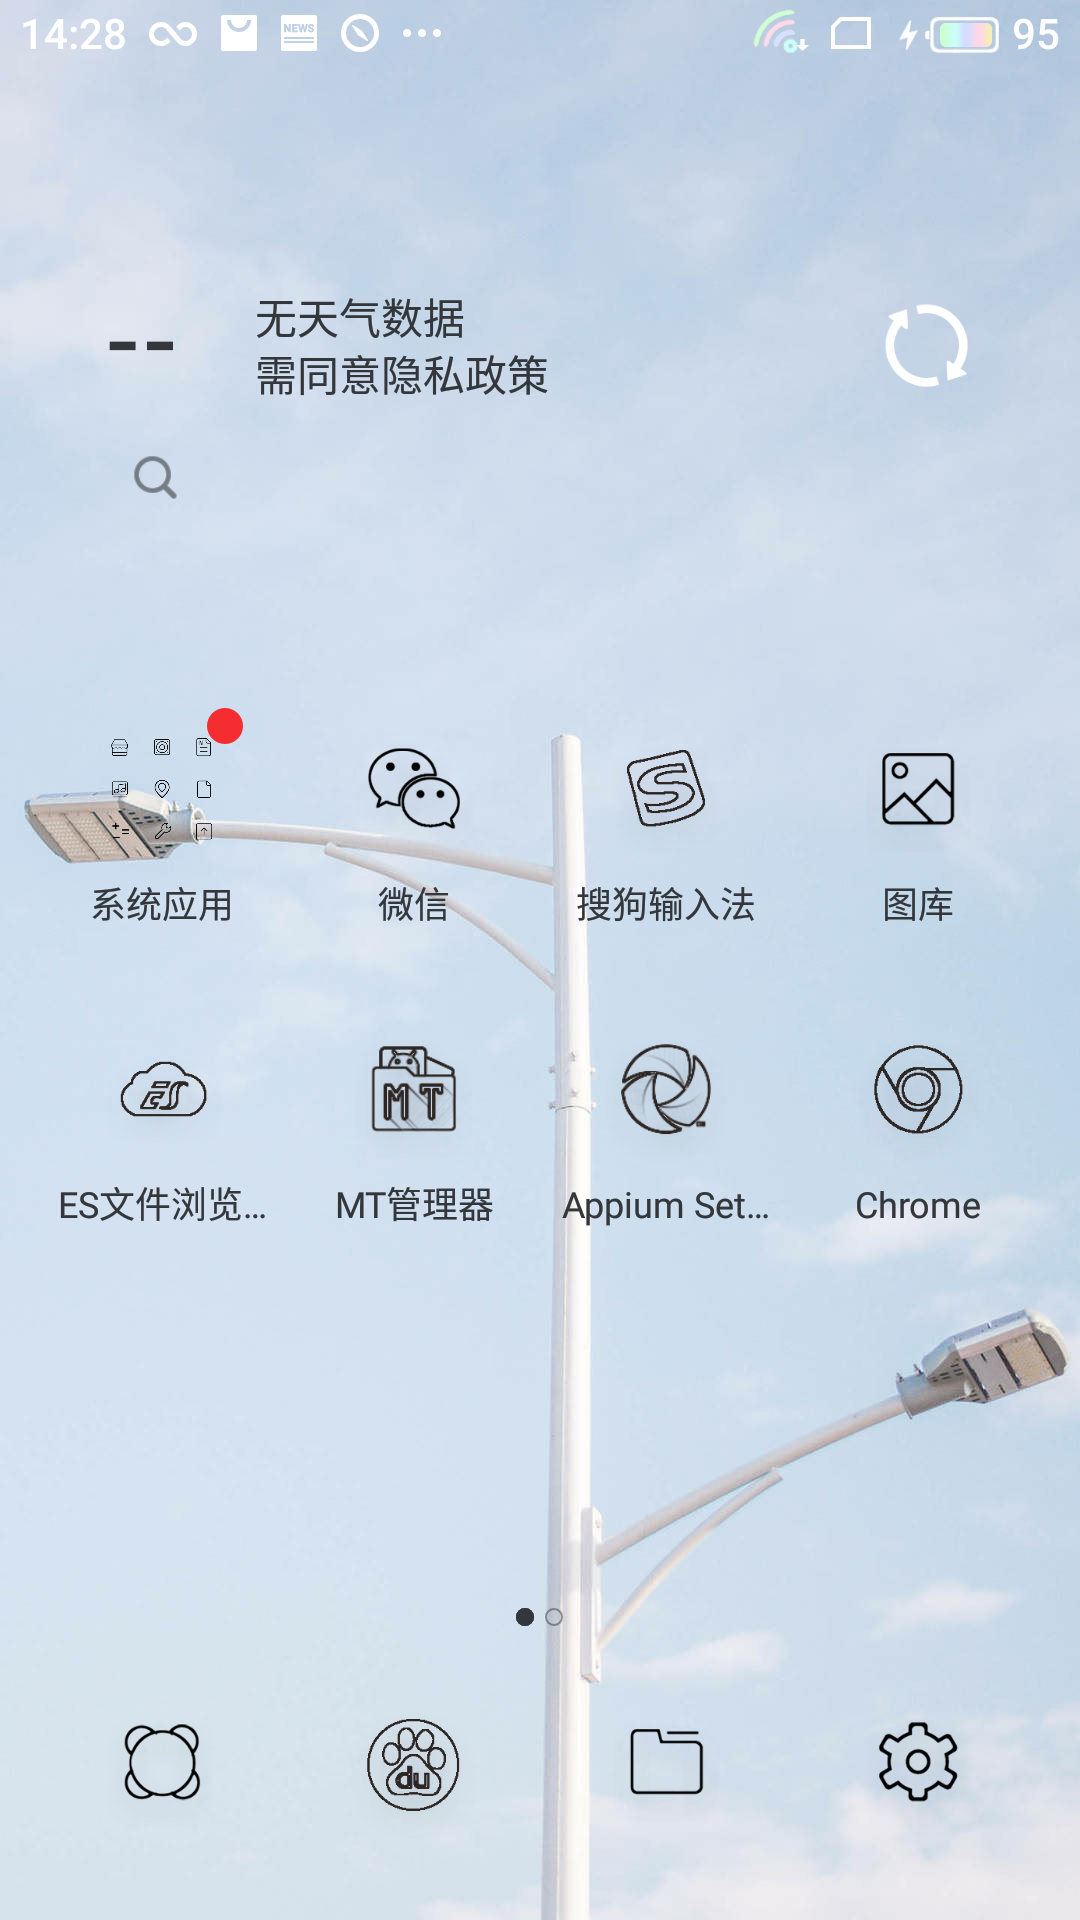 14:28
NEWS
95
无天气数据
需同意隐私政策
--
系统应用
微信
搜狗输入法
图库
ES
MT
ES文件浏览...
MT管理器
Appium Set...
Chrome
du